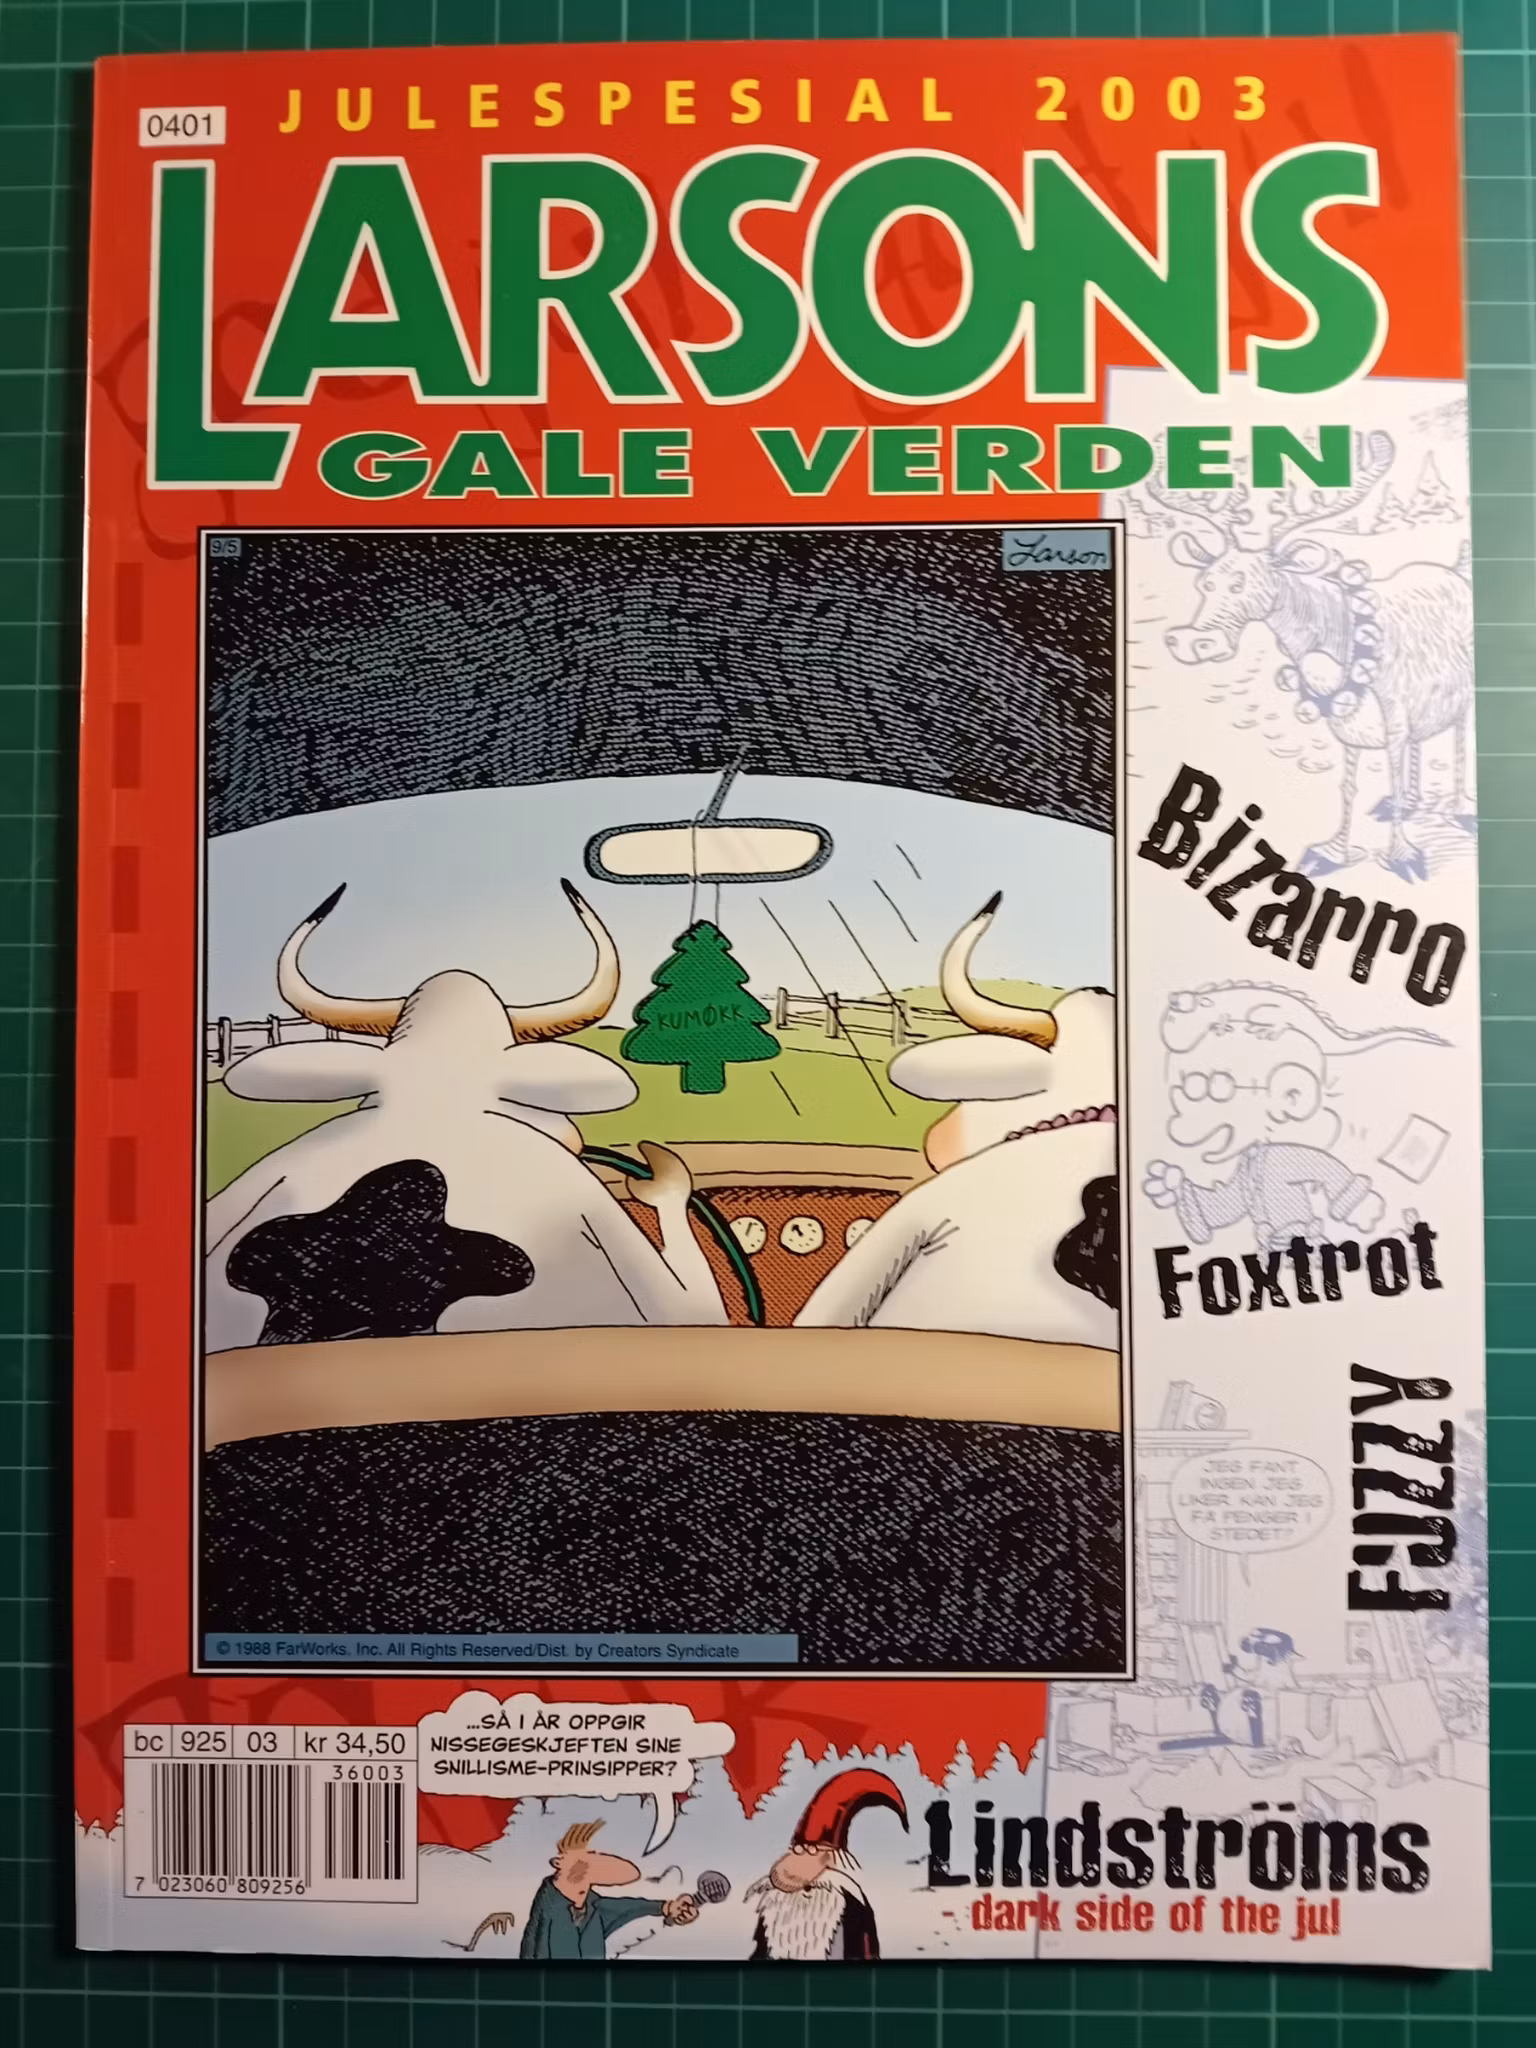 JULESPESIAL 2003
0401
LARSONS
GALE VERDEN
9/5
Larson
KUMØKK
Bizarro
Foxtrot
FUZZY
JEG FANT
INGEN JEG
LIKER. KAN JEG
FÅ PENGER I
STEDET?
© 1988 FarWorks, Inc. All Rights Reserved/Dist. by Creators Syndicate
bc 925 03 kr 34,50
36003
7 023060 809256
...SÅ I ÅR OPPGIR
NISSEGESKJEFTEN SINE
SNILLISME-PRINSIPPER?
Lindströms
- dark side of the jul